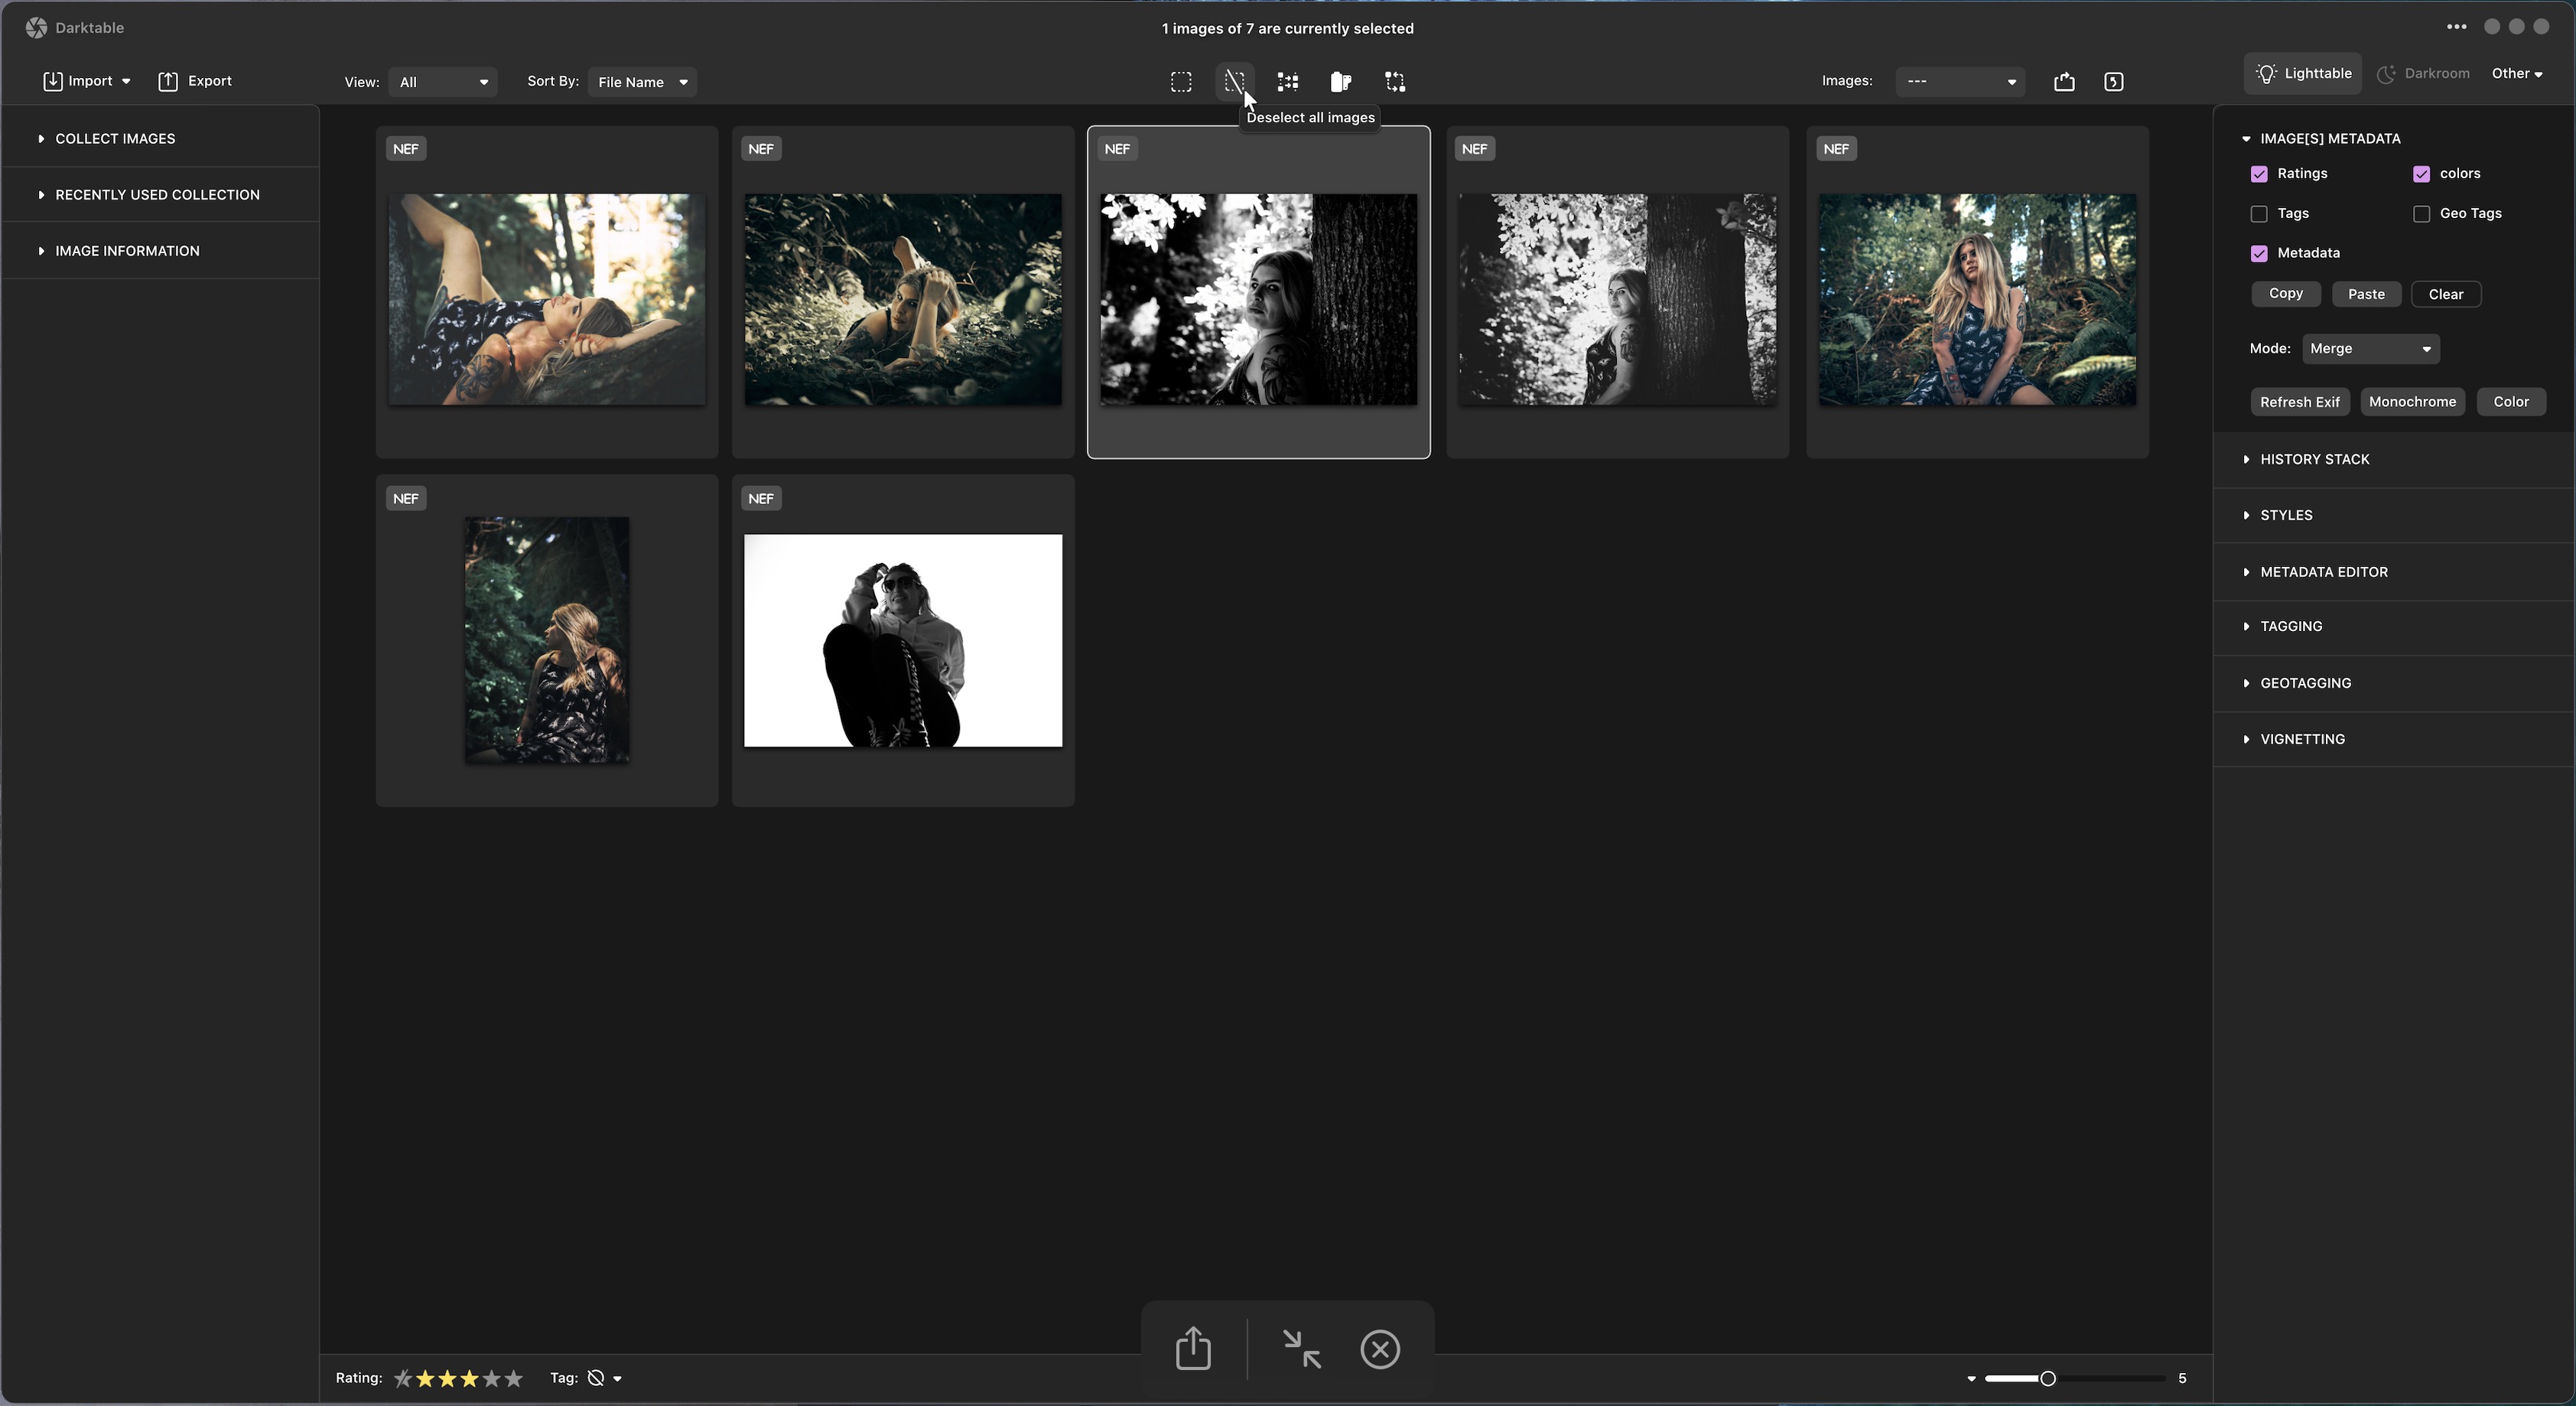 Darktable
1 images of 7 are currently selected
Import
Export
View: All
Sort By: File Name
Images: ---
Lighttable
Darkroom
Other
Deselect all images
COLLECT IMAGES
RECENTLY USED COLLECTION
IMAGE INFORMATION
NEF
NEF
NEF
NEF
NEF
NEF
NEF
IMAGE[S] METADATA
Ratings
colors
Tags
Geo Tags
Metadata
Copy
Paste
Clear
Mode: Merge
Refresh Exif
Monochrome
Color
HISTORY STACK
STYLES
METADATA EDITOR
TAGGING
GEOTAGGING
VIGNETTING
Rating:
Tag:
5